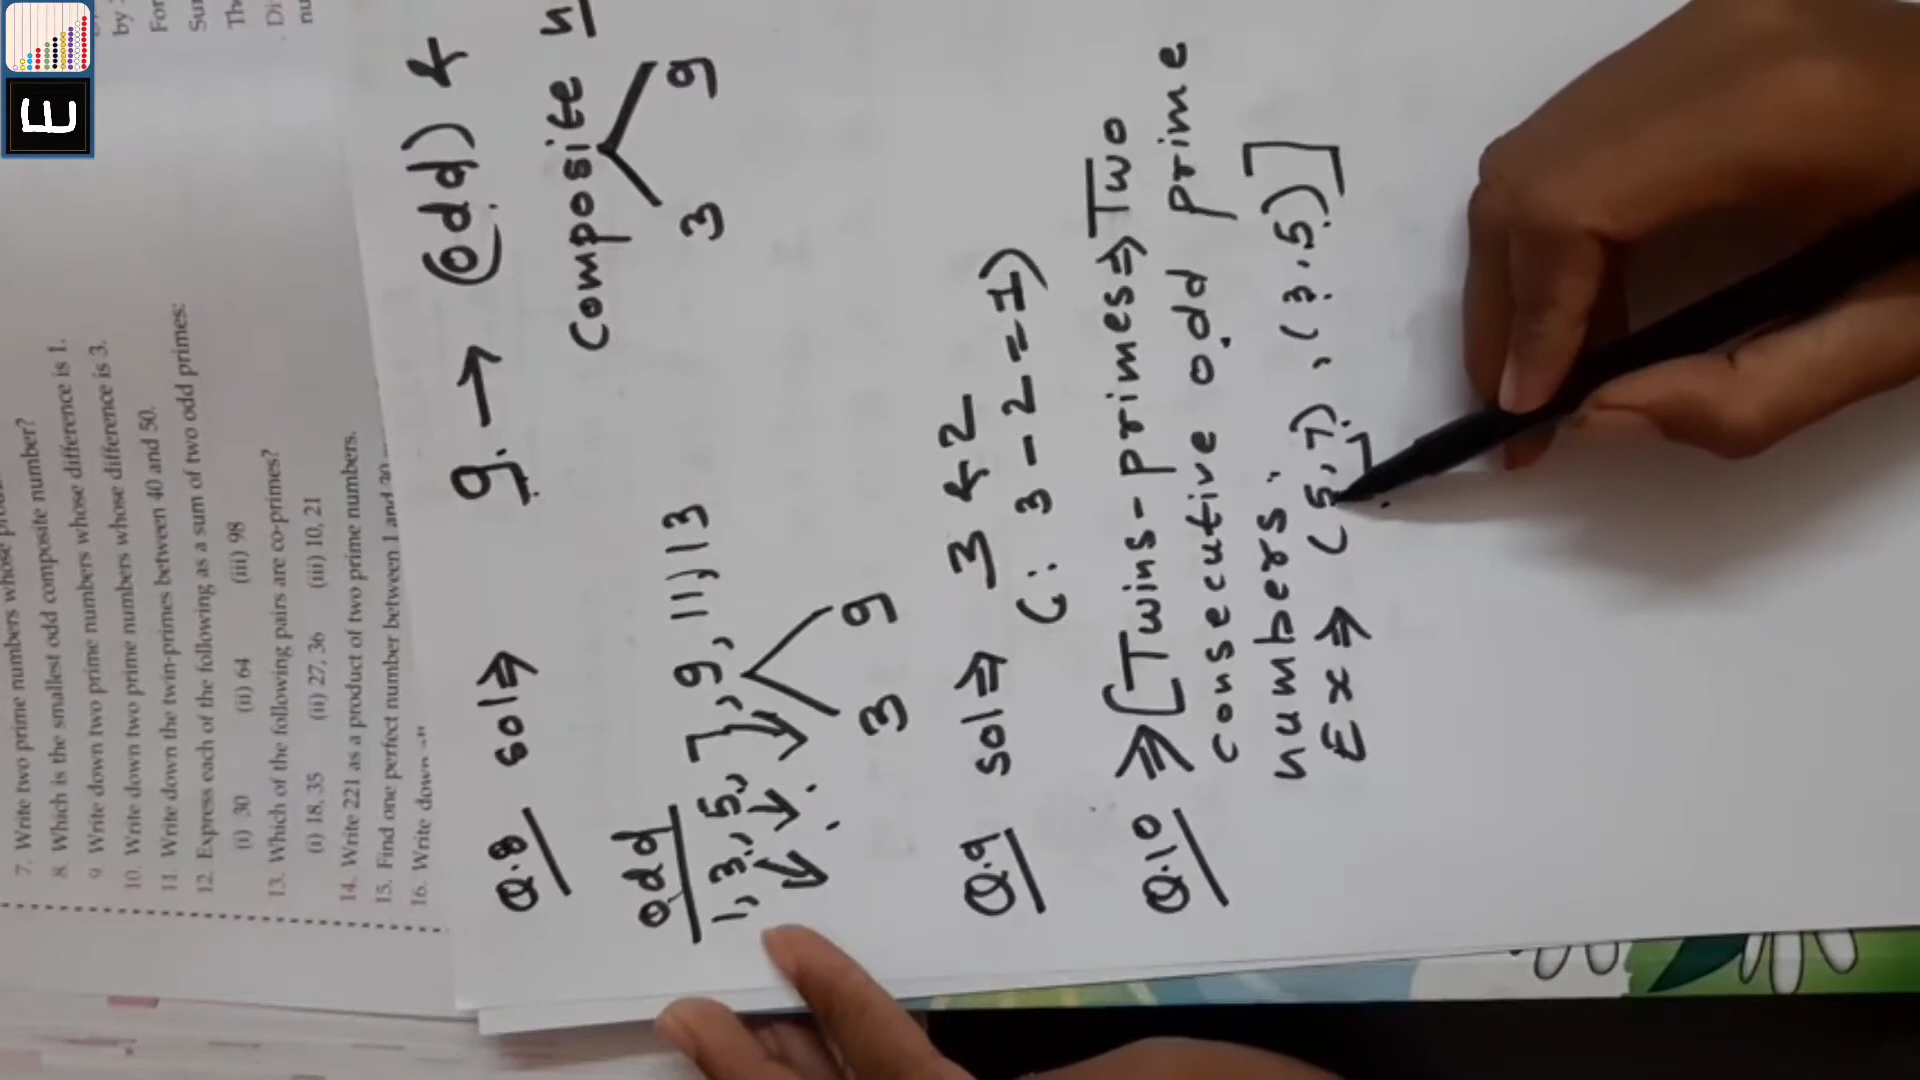 by
For
Sur
Th
Di
nu
E
7. Write two prime numbers whose
8. Which is the smallest odd composite number?
9 Write down two prime numbers whose difference is 1.
10. Write down two prime numbers whose difference is 3.
11. Write down the twin-primes between 40 and 50.
12. Express each of the following as a sum of two odd primes:
(i) 30 (ii) 64 (iii) 98
13. Which of the following pairs are co-primes?
(i) 18, 35 (ii) 27, 36 (iii) 10, 21
14. Write 221 as a product of two prime numbers.
15. Find one perfect number between 1 and
16. Write down
Q.8 sol⇒ 9. → (odd) &
composite n
3 9
Odd
1, 3, 5, 7, 9, 11, 13
3 9
Q.9 sol⇒ 3 & 2
(: 3 - 2 = 1)
Q.10 ⇒ [Twins-primes⇒Two
consecutive odd prime
numbers.
Ex⇒ (5,7), (3,5)]